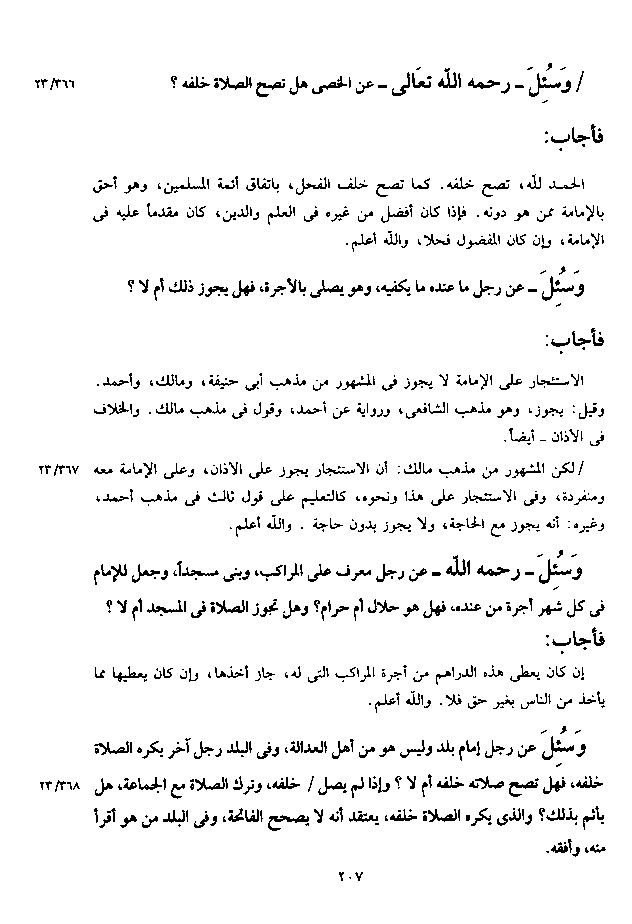 / وَسُئِلَ ـ رحمه الله تعَالى ـ عن الخصى هل تصح الصلاة خلفه ؟ ٢٣/٣٦٦
فأجاب:
الحمد لله، تصح خلفه. كما تصح خلف الفحل، باتفاق أئمة المسلمين، وهو أحق
بالإمامة ممن هو دونه. فإذا كان أفضل من غيره فى العلم والدين، كان مقدماً عليه فى
الإمامة، وإن كان المفضول فحلا، والله أعلم.
وَسُئِلَ ـ عن رجل ما عنده ما يكفيه، وهو يصلى بالأجرة، فهل يجوز ذلك أم لا ؟
فأجاب:
الاستئجار على الإمامة لا يجوز فى المشهور من مذهب أبى حنيفة، ومالك، وأحمد.
وقيل: يجوز، وهو مذهب الشافعى، ورواية عن أحمد، وقول فى مذهب مالك. والخلاف
فى الأذان ـ أيضاً.
/ لكن المشهور من مذهب مالك: أن الاستئجار يجوز على الأذان، وعلى الإمامة معه ٢٣/٣٦٧
ومنفردة، وفى الاستئجار على هذا ونحوه، كالتعليم على قول ثالث فى مذهب أحمد،
وغيره: أنه يجوز مع الحاجة، ولا يجوز بدون حاجة . والله أعلم.
وَسُئِلَ ـ رحمه الله ـ عن رجل معرف على المراكب، وبنى مسجداً، وجعل للإمام
فى كل شهر أجرة من عنده، فهل هو حلال أم حرام؟ وهل تجوز الصلاة فى المسجد أم لا ؟
فأجاب:
إن كان يعطى هذه الدراهم من أجرة المراكب التى له، جاز أخذها، وإن كان يعطيها مما
يأخذ من الناس بغير حق فلا. والله أعلم.
وَسُئِلَ عن رجل إمام بلد وليس هو من أهل العدالة، وفى البلد رجل آخر يكره الصلاة
خلفه، فهل تصح صلاته خلفه أم لا ؟ وإذا لم يصل / خلفه، وترك الصلاة مع الجماعة، هل ٢٣/٣٦٨
يأثم بذلك؟ والذى يكره الصلاة خلفه، يعتقد أنه لا يصحح الفاتحة، وفى البلد من هو أقرأ
منه، وأفقه.
٢٠٧